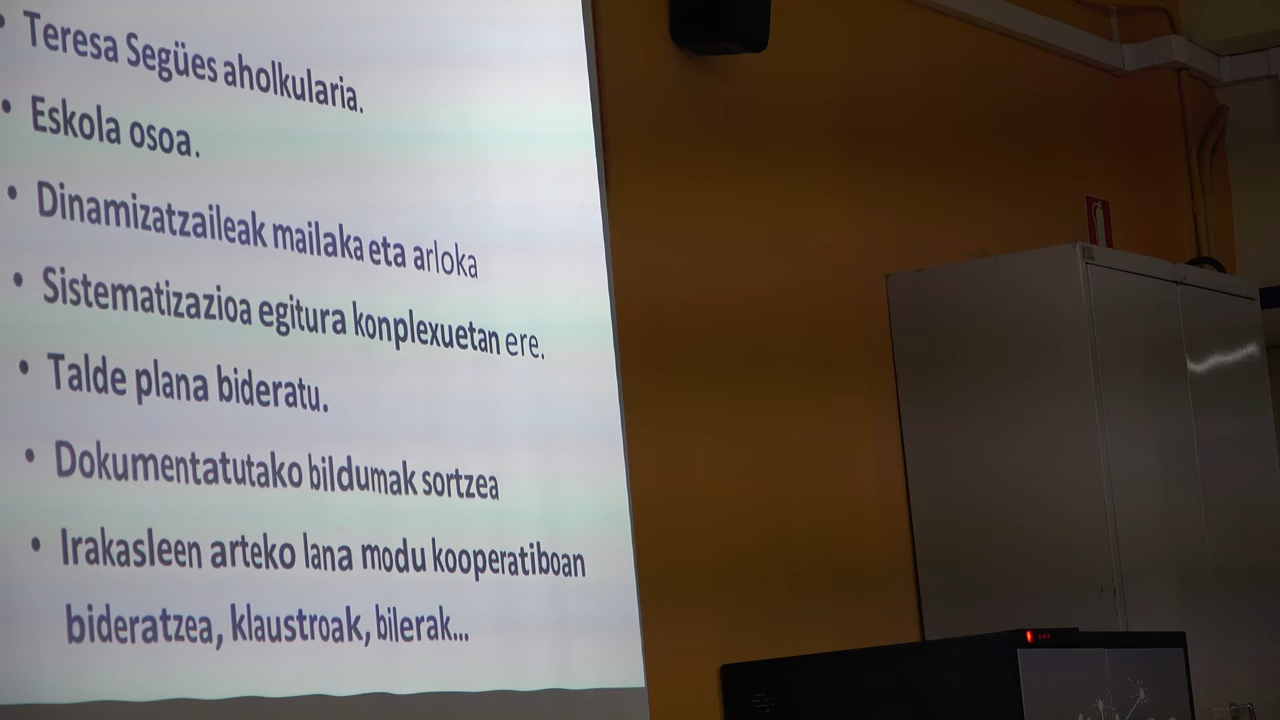 • Teresa Segües aholkularia.
• Eskola osoa.
• Dinamizatzaileak mailaka eta arloka
• Sistematizazioa egitura konplexuetan ere.
• Talde plana bideratu.
• Dokumentatutako bildumak sortzea
• Irakasleen arteko lana modu kooperatiboan
bideratzea, klaustroak, bilerak...